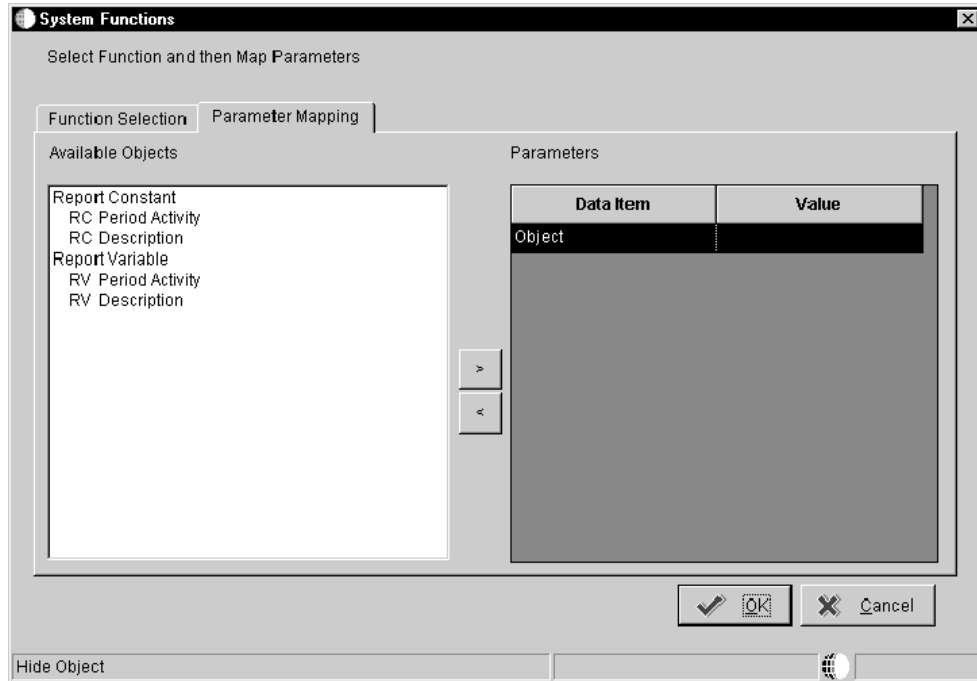 System Functions
Select Function and then Map Parameters
Function Selection
Parameter Mapping
Available Objects
Report Constant
RC Period Activity
RC Description
Report Variable
RV Period Activity
RV Description
>
<
Parameters
Data Item Value
Object
OK
Cancel
Hide Object